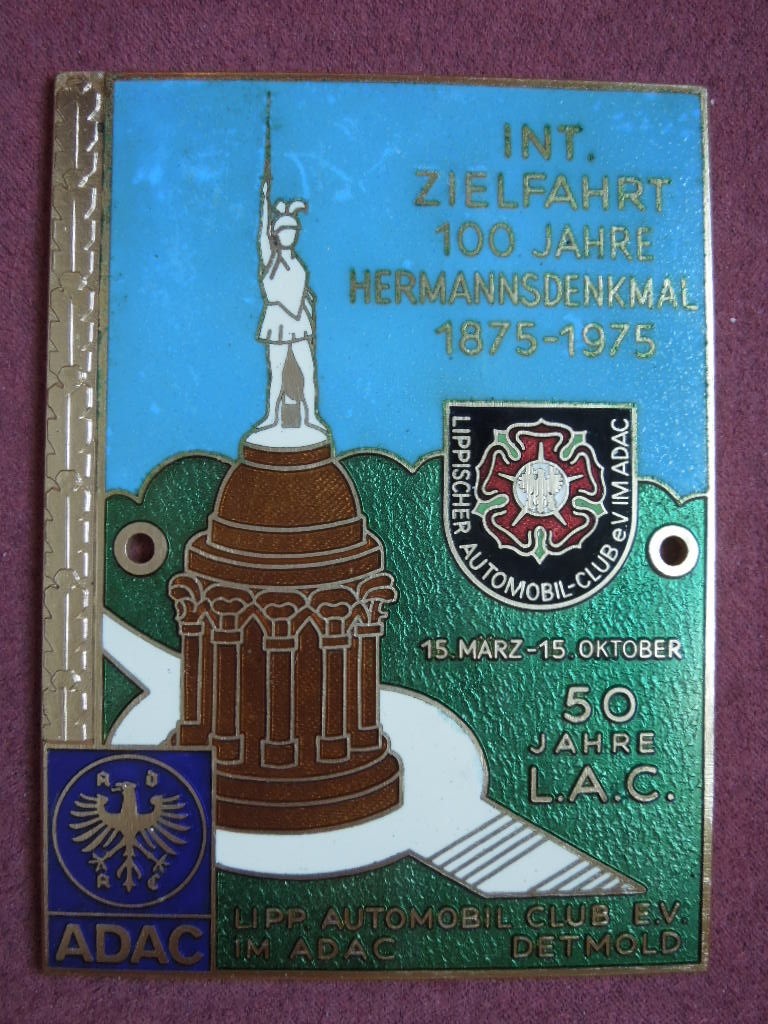 INT.
ZIELFAHRT
100 JAHRE
HERMANNSDENKMAL
1875-1975
LIPPISCHER AUTOMOBIL-CLUB e.V. IM ADAC
15. MÄRZ-15. OKTOBER
50
JAHRE
L.A.C.
A D
A C
ADAC
LIPP. AUTOMOBIL CLUB E.V.
IM ADAC DETMOLD